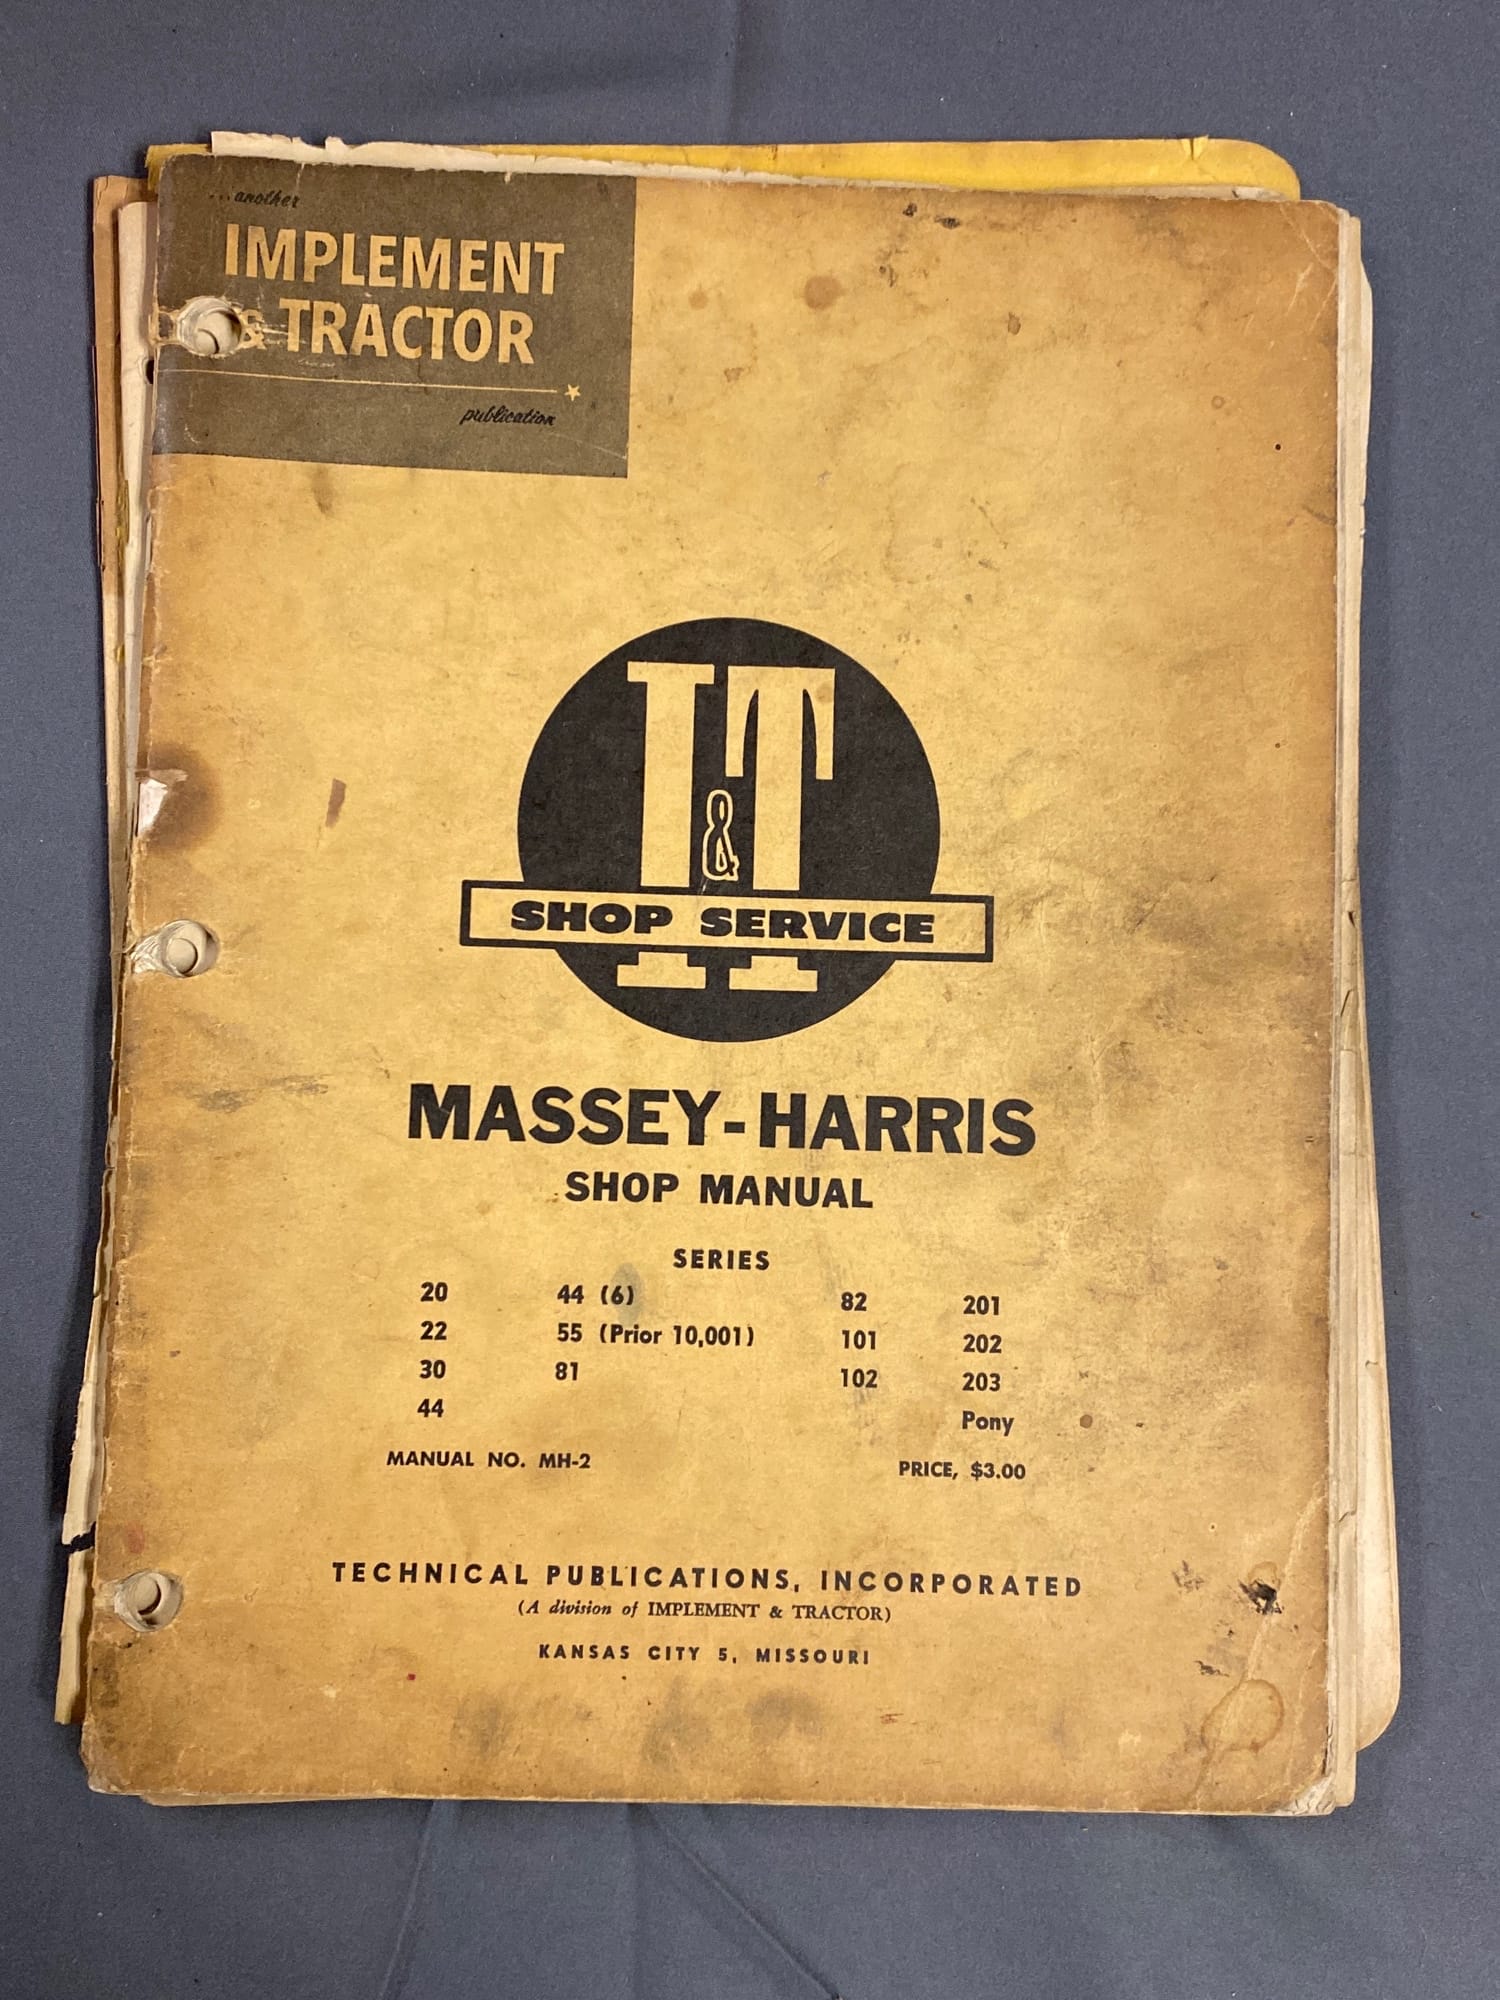 ...another
IMPLEMENT
& TRACTOR
publication
I&T
SHOP SERVICE
MASSEY-HARRIS
SHOP MANUAL
SERIES
20 44 (6) 82 201
22 55 (Prior 10,001) 101 202
30 81 102 203
44 Pony
MANUAL NO. MH-2 PRICE, $3.00
TECHNICAL PUBLICATIONS, INCORPORATED
(A division of IMPLEMENT & TRACTOR)
KANSAS CITY 5, MISSOURI